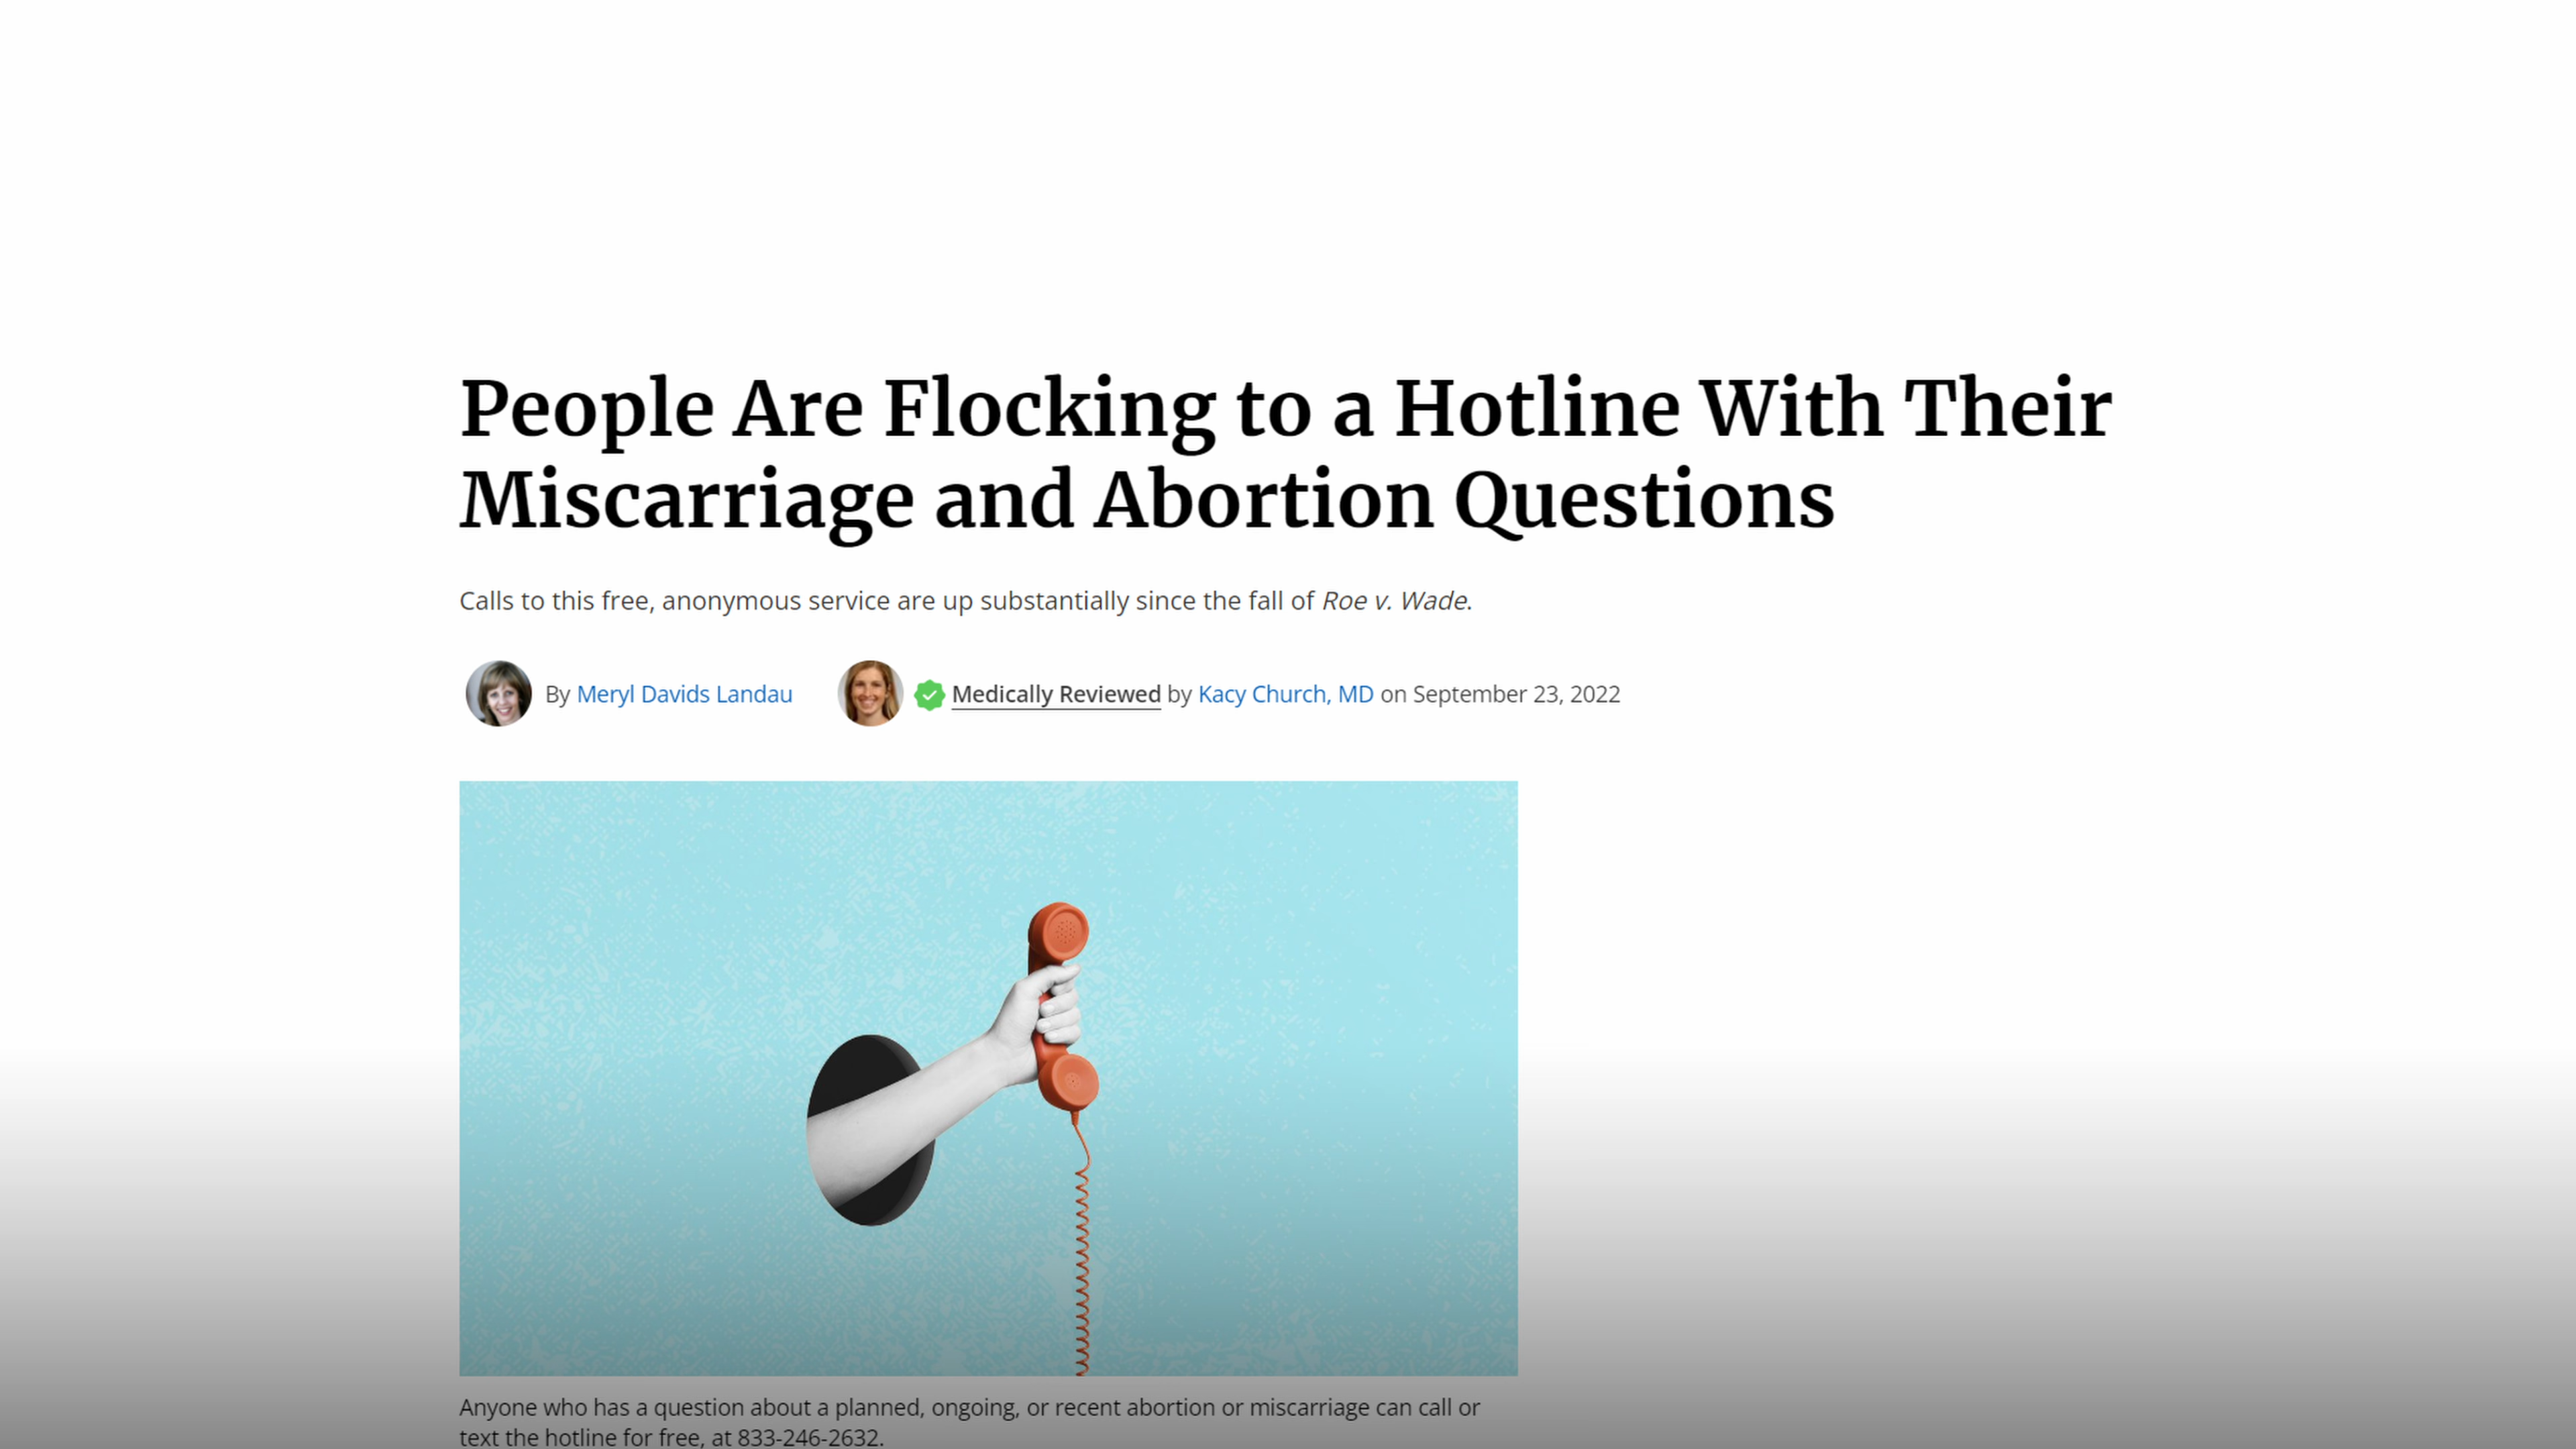 People Are Flocking to a Hotline With Their
Miscarriage and Abortion Questions
Calls to this free, anonymous service are up substantially since the fall of Roe v. Wade.
By Meryl Davids Landau
Medically Reviewed by Kacy Church, MD on September 23, 2022
Anyone who has a question about a planned, ongoing, or recent abortion or miscarriage can call or
text the hotline for free, at 833-246-2632.